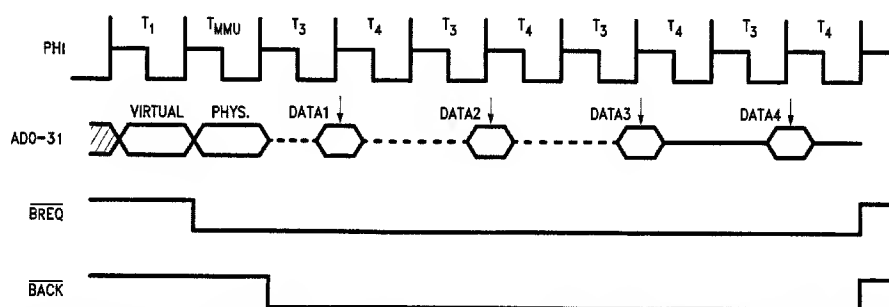 T1 TMMU T3 T4 T3 T4 T3 T4 T3 T4
PHI
VIRTUAL PHYS. DATA1 DATA2 DATA3 DATA4
AD0-31
BREQ
BACK